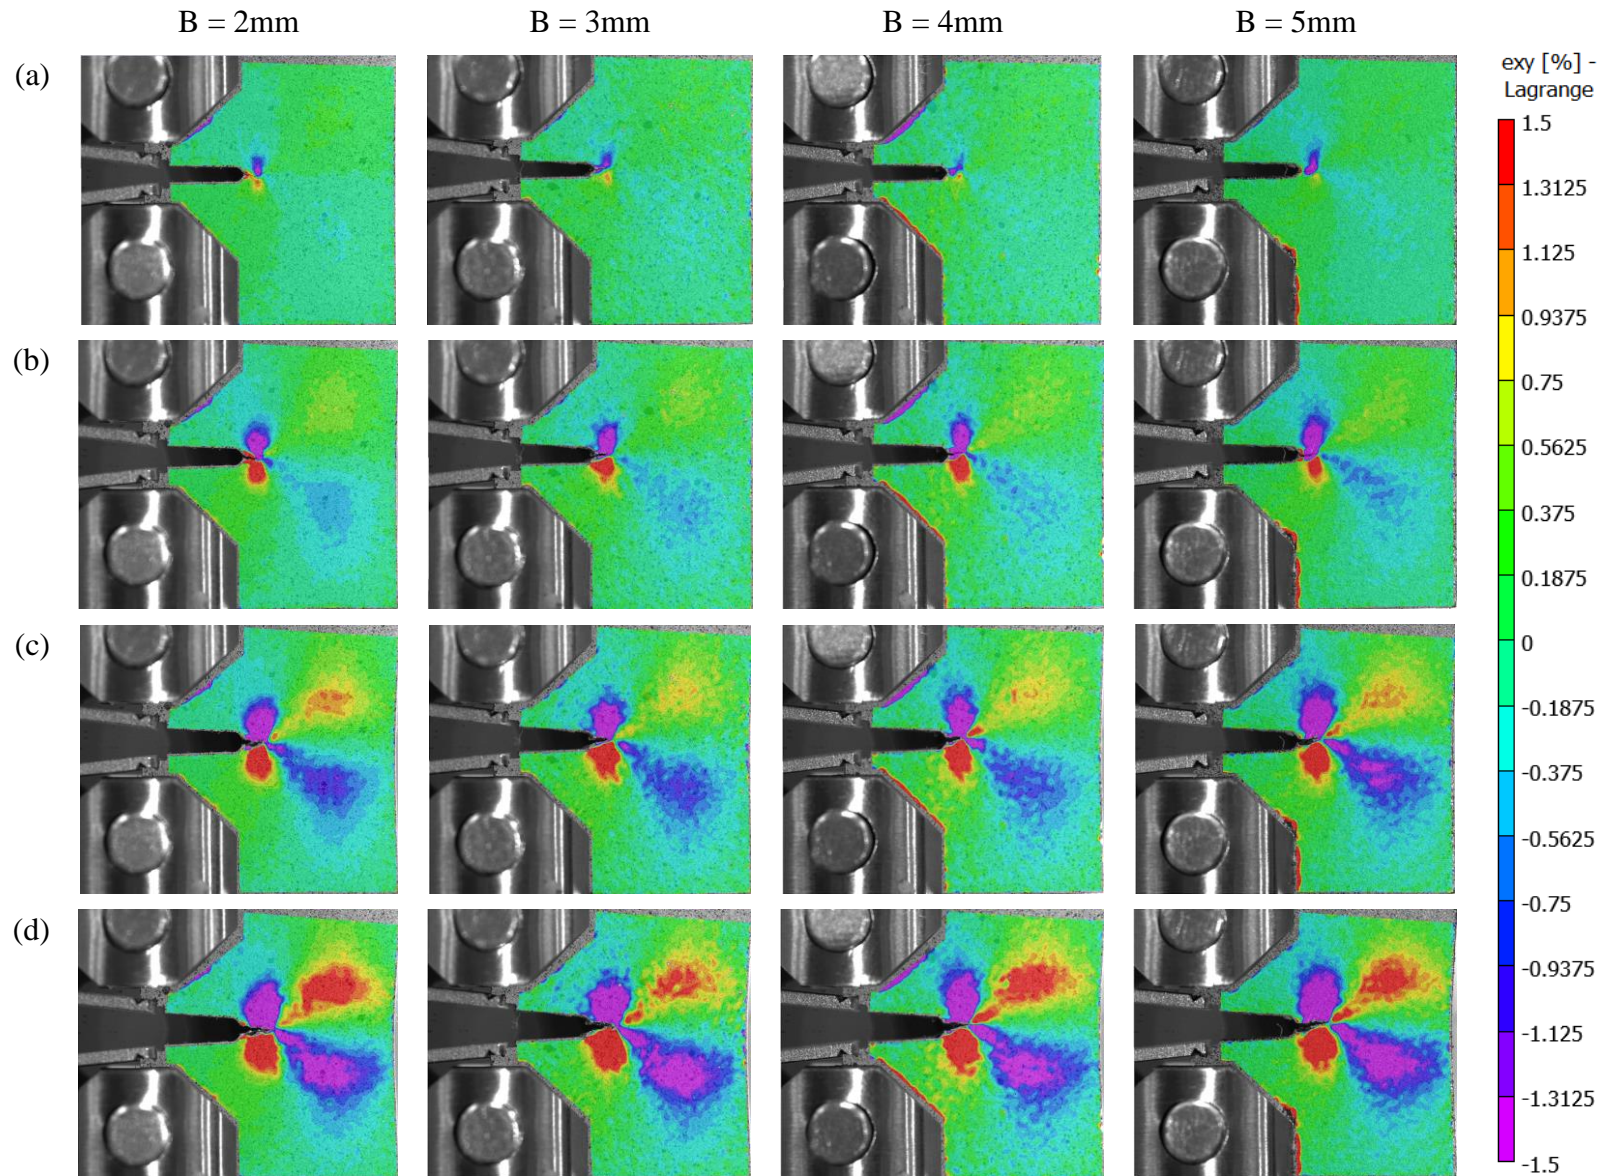 B = 2mm
B = 3mm
B = 4mm
B = 5mm
(a)
(b)
(c)
(d)
exy [%] -
Lagrange
1.5
1.3125
1.125
0.9375
0.75
0.5625
0.375
0.1875
0
-0.1875
-0.375
-0.5625
-0.75
-0.9375
-1.125
-1.3125
-1.5